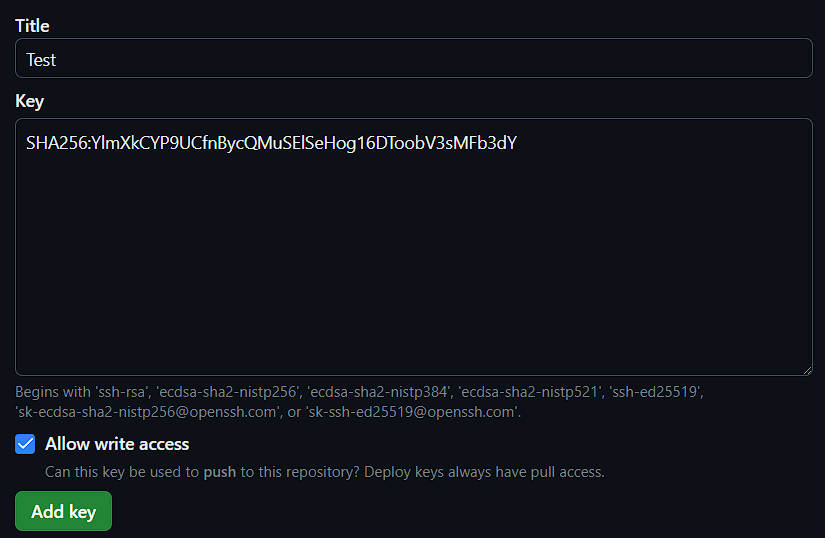 Title
Test
Key
SHA256:YlmXkCYP9UCfnBycQMuSElSeHog16DToobV3sMFb3dY
Begins with 'ssh-rsa', 'ecdsa-sha2-nistp256', 'ecdsa-sha2-nistp384', 'ecdsa-sha2-nistp521', 'ssh-ed25519',
'sk-ecdsa-sha2-nistp256@openssh.com', or 'sk-ssh-ed25519@openssh.com'.
Allow write access
Can this key be used to push to this repository? Deploy keys always have pull access.
Add key